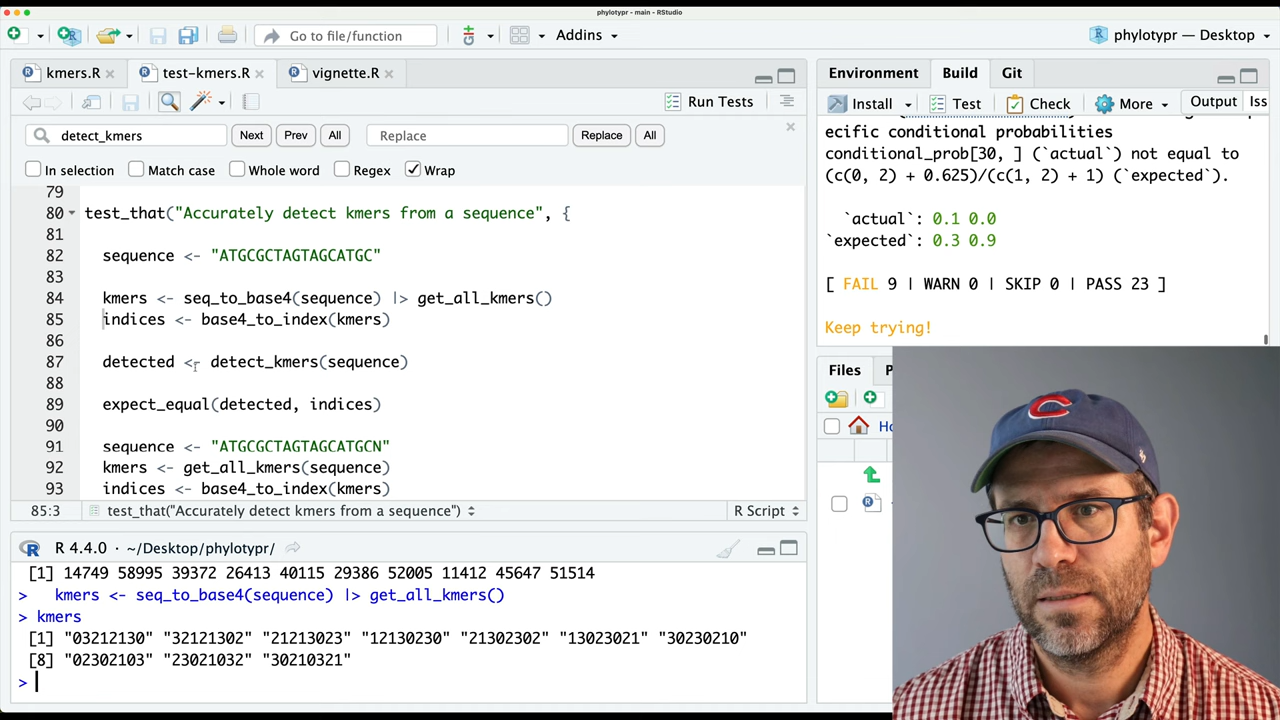 phylotypr - main - RStudio
Go to file/function
Addins
phylotypr — Desktop
kmers.R
test-kmers.R
vignette.R
Run Tests
detect_kmers
Next
Prev
All
Replace
Replace
All
In selection
Match case
Whole word
Regex
Wrap
79
80 test_that("Accurately detect kmers from a sequence", {
81
82 sequence <- "ATGCGCTAGTAGCATGC"
83
84 kmers <- seq_to_base4(sequence) |> get_all_kmers()
85 indices <- base4_to_index(kmers)
86
87 detected <- detect_kmers(sequence)
88
89 expect_equal(detected, indices)
90
91 sequence <- "ATGCGCTAGTAGCATGCN"
92 kmers <- get_all_kmers(sequence)
93 indices <- base4_to_index(kmers)
85:3
test_that("Accurately detect kmers from a sequence")
R Script
R 4.4.0 · ~/Desktop/phylotypr/
[1] 14749 58995 39372 26413 40115 29386 52005 11412 45647 51514
> kmers <- seq_to_base4(sequence) |> get_all_kmers()
> kmers
[1] "03212130" "32121302" "21213023" "12130230" "21302302" "13023021" "30230210"
[8] "02302103" "23021032" "30210321"
>
Environment
Build
Git
Install
Test
Check
More
Output
Iss
ecific conditional probabilities
conditional_prob[30, ] (`actual`) not equal to
(c(0, 2) + 0.625)/(c(1, 2) + 1) (`expected`).
`actual`: 0.1 0.0
`expected`: 0.3 0.9
[ FAIL 9 | WARN 0 | SKIP 0 | PASS 23 ]
Keep trying!
Files
P
Ho